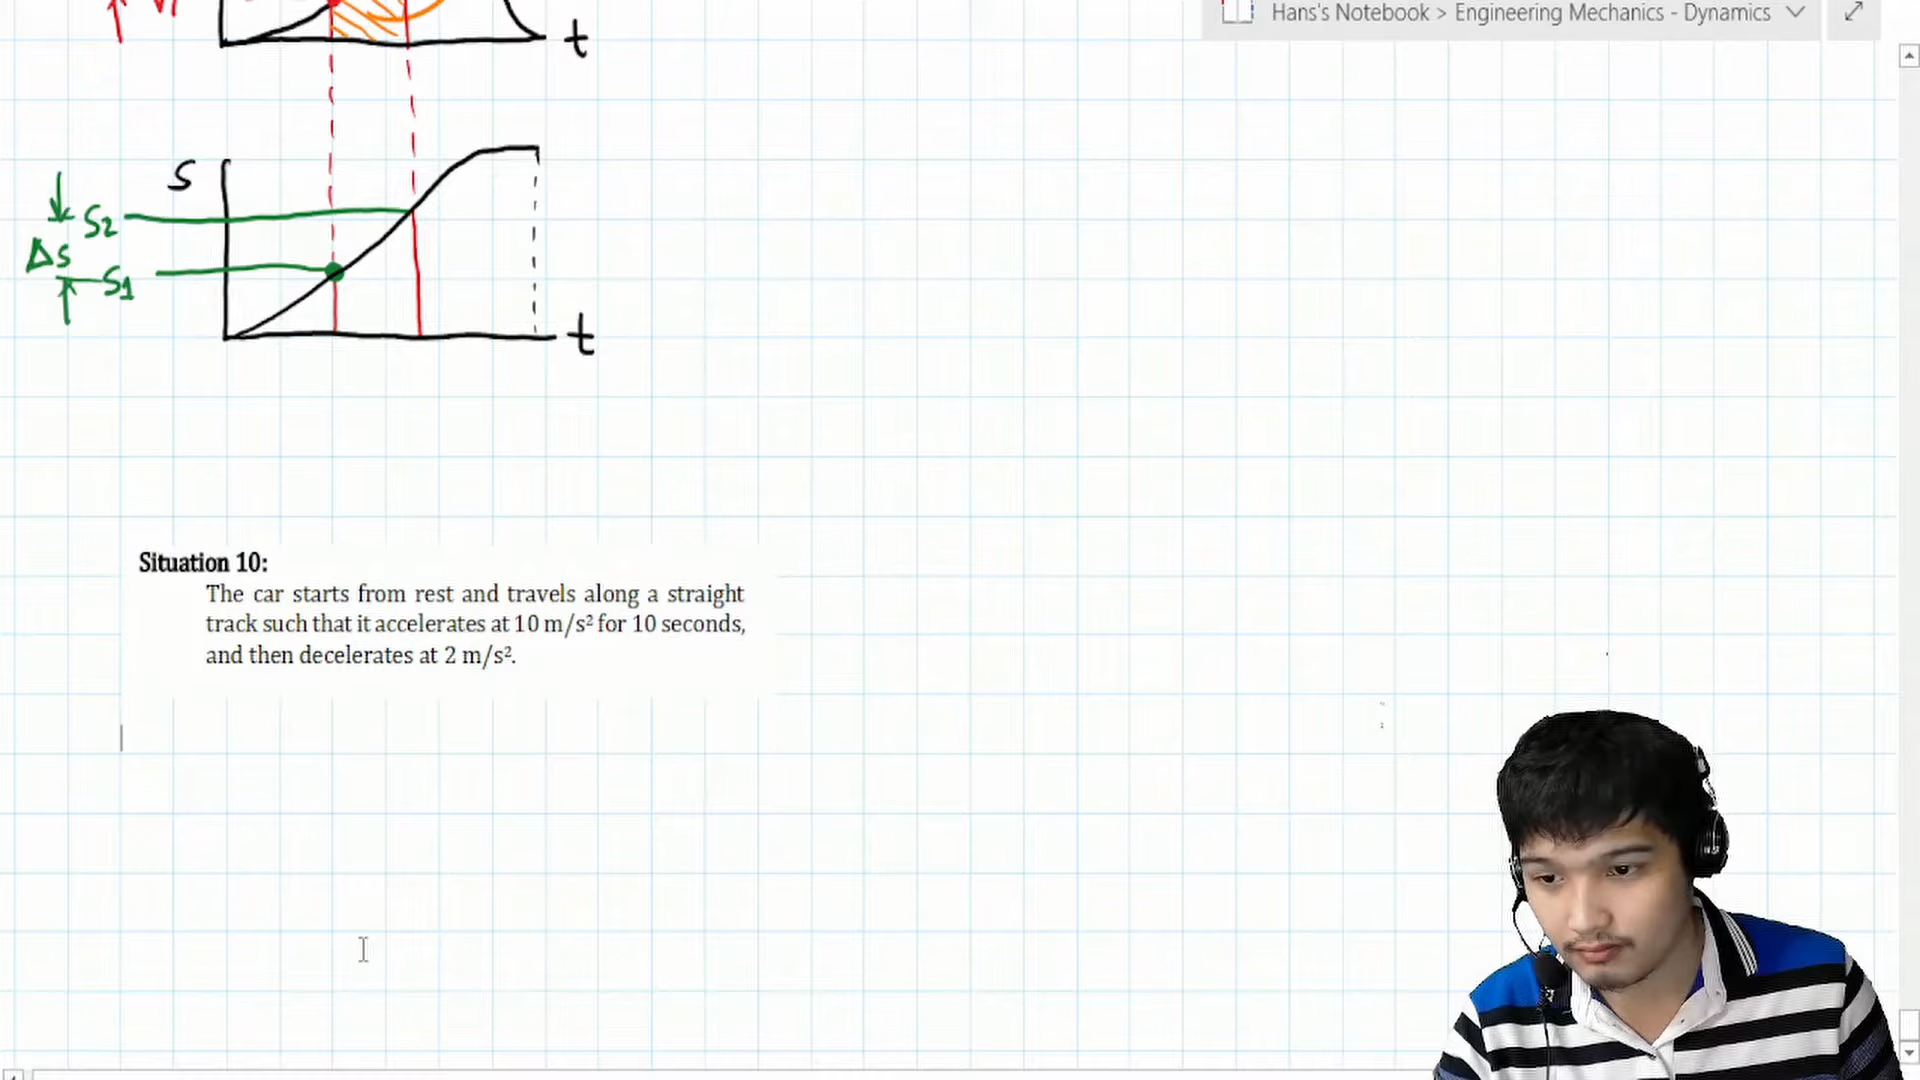 Hans's Notebook > Engineering Mechanics - Dynamics
t
S
S2
Δs
S1
t
Situation 10:
The car starts from rest and travels along a straight
track such that it accelerates at 10 m/s² for 10 seconds,
and then decelerates at 2 m/s².